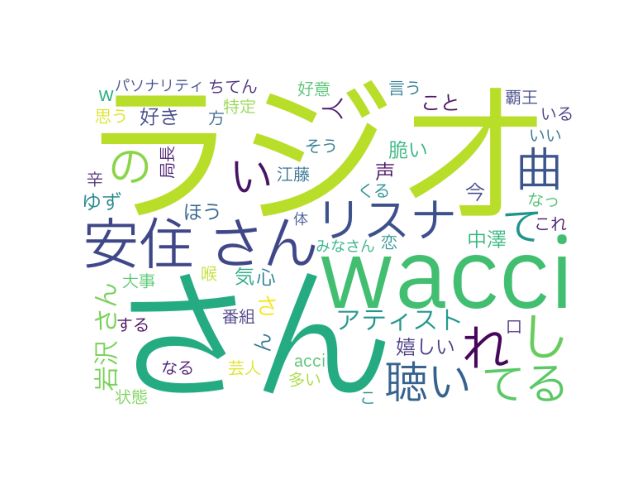 パソナリティ ちてん 好意 言う 覇王
w ラジオ 人 こと いる
思う 好き 方 特定 いい
の 局長 そう 脆い 曲
辛 い 江藤 声 今 なっ
ゆず ほう 体 リスナ くる て これ
安住 さん みなさん 恋 中澤
大事 喉 気心 wacci
岩沢 さん さん さ アティスト し
する 番組 ん 嬉しい れ 口
なる 芸人 acci 聴い てる
状態 多い こ